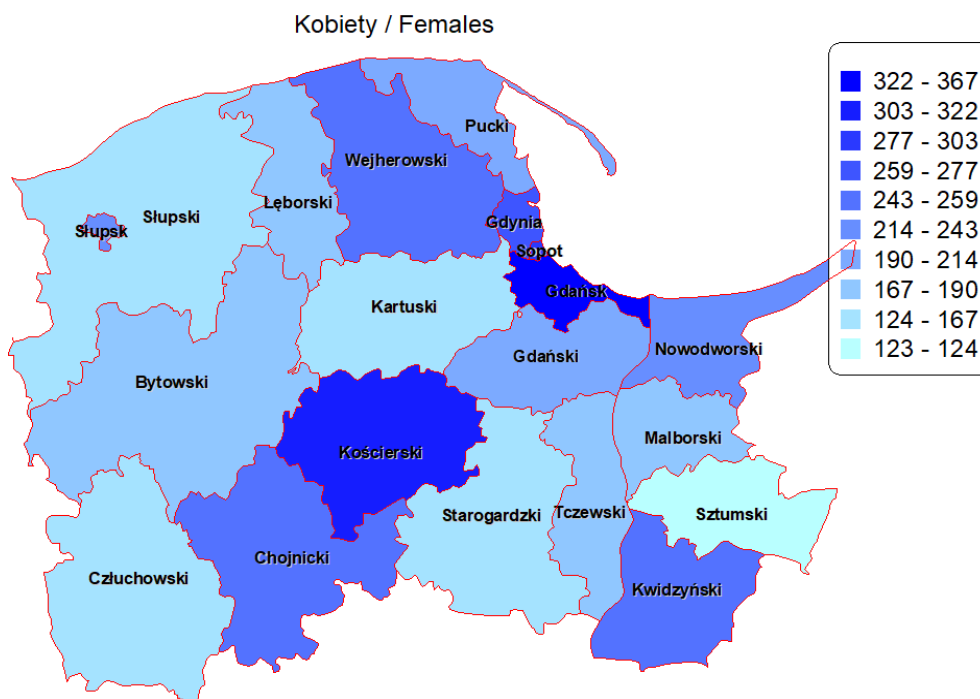 Kobiety / Females
322 - 367
303 - 322
277 - 303
259 - 277
243 - 259
214 - 243
190 - 214
167 - 190
124 - 167
123 - 124
Pucki
Wejherowski
Lęborski
Słupski
Słupsk
Gdynia
Sopot
Gdańsk
Kartuski
Gdański
Nowodworski
Bytowski
Malborski
Kościerski
Starogardzki
Tczewski
Sztumski
Chojnicki
Człuchowski
Kwidzyński